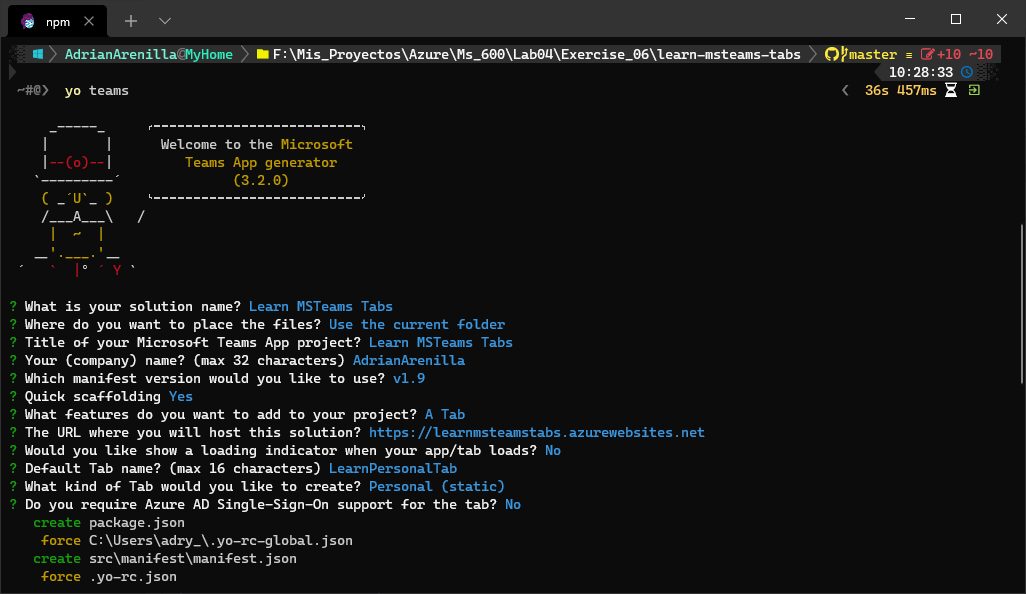 npm
AdrianArenilla@MyHome F:\Mis_Proyectos\Azure\Ms_600\Lab04\Exercise_06\learn-msteams-tabs master ≡ +10 ~10
10:28:33
~#@❯ yo teams 36s 457ms
_-----_
|       |
|--(o)--|
`---------´
( _´U`_ )
/___A___\   /
|  ~  |
__'.___.'__
´   `  |° ´ Y `
Welcome to the Microsoft
Teams App generator
(3.2.0)
? What is your solution name? Learn MSTeams Tabs
? Where do you want to place the files? Use the current folder
? Title of your Microsoft Teams App project? Learn MSTeams Tabs
? Your (company) name? (max 32 characters) AdrianArenilla
? Which manifest version would you like to use? v1.9
? Quick scaffolding Yes
? What features do you want to add to your project? A Tab
? The URL where you will host this solution? https://learnmsteamstabs.azurewebsites.net
? Would you like show a loading indicator when your app/tab loads? No
? Default Tab name? (max 16 characters) LearnPersonalTab
? What kind of Tab would you like to create? Personal (static)
? Do you require Azure AD Single-Sign-On support for the tab? No
create package.json
force C:\Users\adry_\.yo-rc-global.json
create src\manifest\manifest.json
force .yo-rc.json